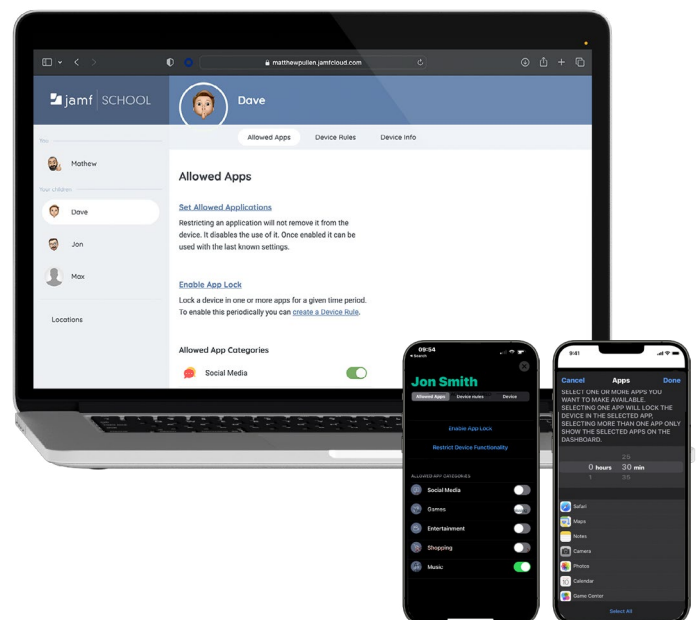 matthewpullen.jamfcloud.com
jamf SCHOOL
Dave
You
Mathew
Your children
Dave
Jon
Max
Locations
Allowed Apps Device Rules Device Info
Allowed Apps
Set Allowed Applications
Restricting an application will not remove it from the
device. It disables the use of it. Once enabled it can be
used with the last known settings.
Enable App Lock
Lock a device in one or more apps for a given time period.
To enable this periodically you can create a Device Rule.
Allowed App Categories
Social Media
09:54
Search
Jon Smith
Allowed Apps Device rules Device
Enable App Lock
Restrict Device Functionality
ALLOWED APP CATEGORIES
Social Media
Games
Entertainment
Shopping
Music
9:41
Cancel Apps Done
SELECT ONE OR MORE APPS YOU
WANT TO MAKE AVAILABLE.
SELECTING ONE APP WILL LOCK THE
DEVICE IN THE SELECTED APP,
SELECTING MORE THAN ONE APP ONLY
SHOW THE SELECTED APPS ON THE
DASHBOARD.
25
0 hours 30 min
1 35
Safari
Maps
Notes
Camera
Photos
Calendar
Game Center
Select All